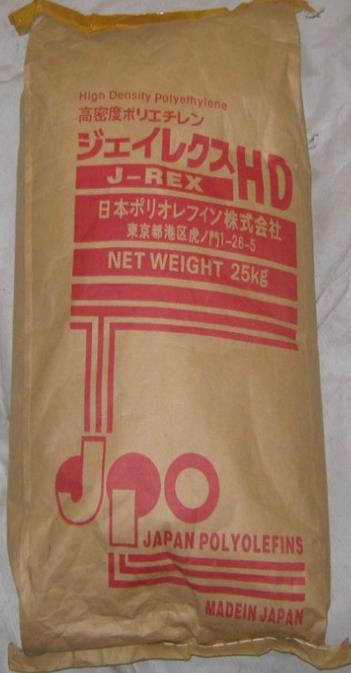 High Density Polyethylene
高密度ポリエチレン
ジェイレクスHD
J-REX
日本ポリオレフィン株式会社
東京都港区虎ノ門1-26-5
NET WEIGHT 25kg
JPO
JAPAN POLYOLEFINS
MADE IN JAPAN